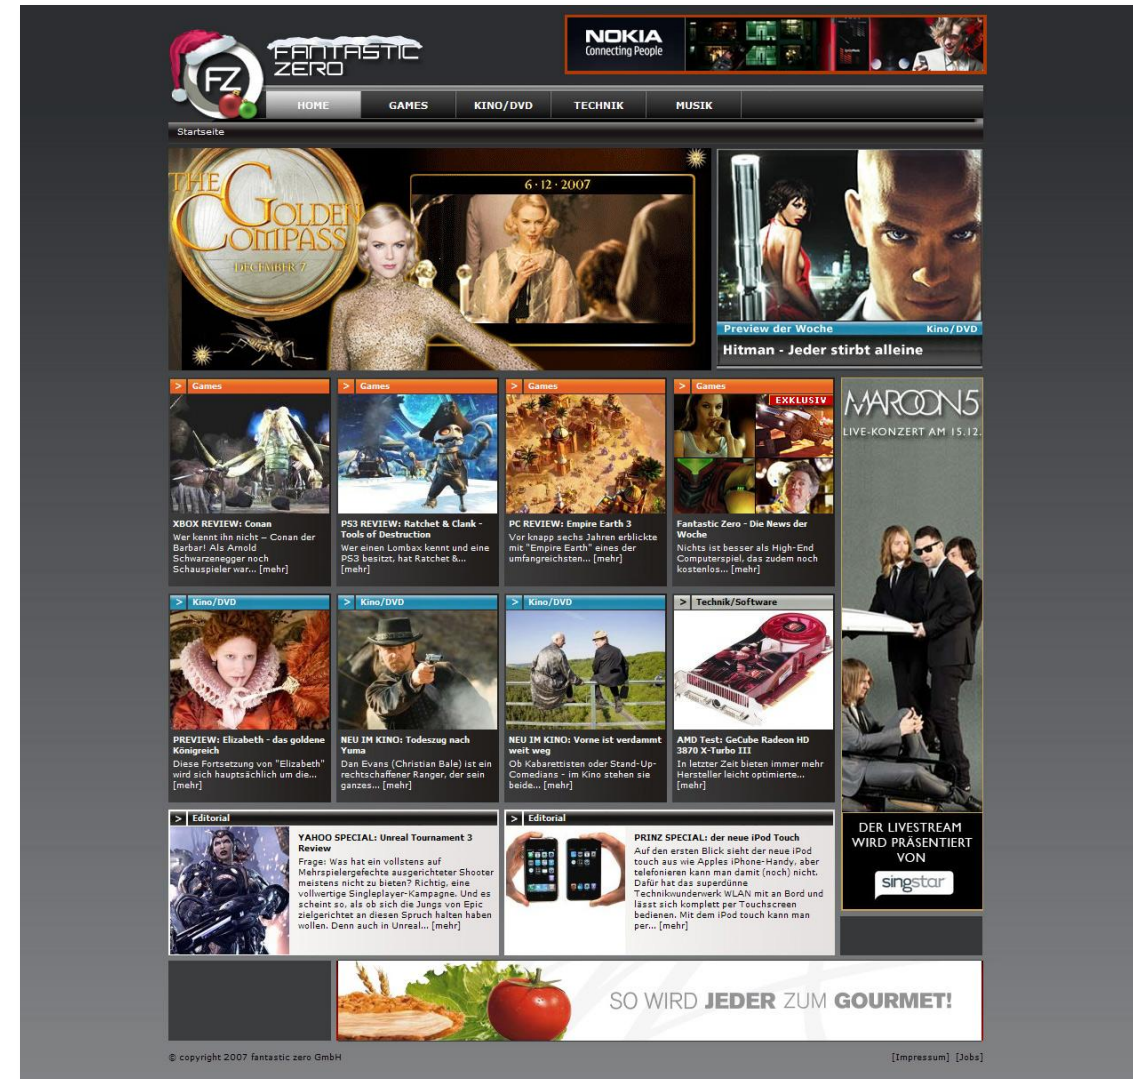 FANTASTIC
ZERO
FZ
NOKIA
Connecting People
HOME
GAMES
KINO/DVD
TECHNIK
MUSIK
Startseite
THE
GOLDEN
COMPASS
DECEMBER 7
6·12·2007
Preview der Woche
Kino/DVD
Hitman - Jeder stirbt alleine
> Games
XBOX REVIEW: Conan
Wer kennt ihn nicht – Conan der
Barbar! Als Arnold
Schwarzenegger noch
Schauspieler war... [mehr]
> Games
PS3 REVIEW: Ratchet & Clank -
Tools of Destruction
Wer einen Lombax kennt und eine
PS3 besitzt, hat Ratchet &...
[mehr]
> Games
PC REVIEW: Empire Earth 3
Vor knapp sechs Jahren erblickte
mit "Empire Earth" eines der
umfangreichsten... [mehr]
> Games
EXKLUSIV
Fantastic Zero - Die News der
Woche
Nichts ist besser als High-End
Computerspiel, das zudem noch
kostenlos... [mehr]
MAROON5
LIVE-KONZERT AM 15.12.
> Kino/DVD
PREVIEW: Elizabeth - das goldene
Königreich
Diese Fortsetzung von "Elizabeth"
wird sich hauptsächlich um die...
[mehr]
> Kino/DVD
NEU IM KINO: Todeszug nach
Yuma
Dan Evans (Christian Bale) ist ein
rechtschaffener Ranger, der sein
ganzes... [mehr]
> Kino/DVD
NEU IM KINO: Vorne ist verdammt
weit weg
Ob Kabarettisten oder Stand-Up-
Comedians - im Kino stehen sie
beide... [mehr]
> Technik/Software
AMD Test: GeCube Radeon HD
3870 X-Turbo III
In letzter Zeit bieten immer mehr
Hersteller leicht optimierte...
[mehr]
> Editorial
YAHOO SPECIAL: Unreal Tournament 3
Review
Frage: Was hat ein vollstens auf
Mehrspielergefechte ausgerichteter Shooter
meistens nicht zu bieten? Richtig, eine
vollwertige Singleplayer-Kampagne. Und es
scheint so, als ob sich die Jungs von Epic
zielgerichtet an diesen Spruch halten haben
wollen. Denn auch in Unreal... [mehr]
> Editorial
PRINZ SPECIAL: der neue iPod Touch
Auf den ersten Blick sieht der neue iPod
touch aus wie Apples iPhone-Handy, aber
telefonieren kann man damit (noch) nicht.
Dafür hat das superdünne
Technikwunderwerk WLAN mit an Bord und
lässt sich komplett per Touchscreen
bedienen. Mit dem iPod touch kann man
per... [mehr]
DER LIVESTREAM
WIRD PRÄSENTIERT
VON
singstar
SO WIRD JEDER ZUM GOURMET!
© copyright 2007 fantastic zero GmbH
[Impressum] [Jobs]